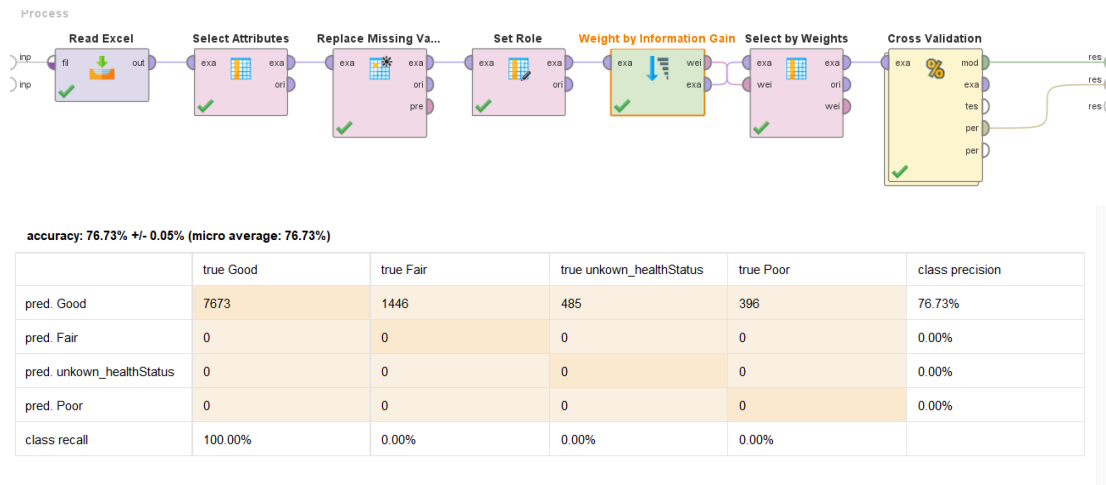 Process
Read Excel Select Attributes Replace Missing Va... Set Role Weight by Information Gain Select by Weights Cross Validation
inp fil out exa exa exa exa exa exa exa wei exa exa exa mod res
inp ori ori ori exa wei ori exa res
pre wei tes res
per
per
accuracy: 76.73% +/- 0.05% (micro average: 76.73%)
true Good true Fair true unkown_healthStatus true Poor class precision
pred. Good 7673 1446 485 396 76.73%
pred. Fair 0 0 0 0 0.00%
pred. unkown_healthStatus 0 0 0 0 0.00%
pred. Poor 0 0 0 0 0.00%
class recall 100.00% 0.00% 0.00% 0.00%